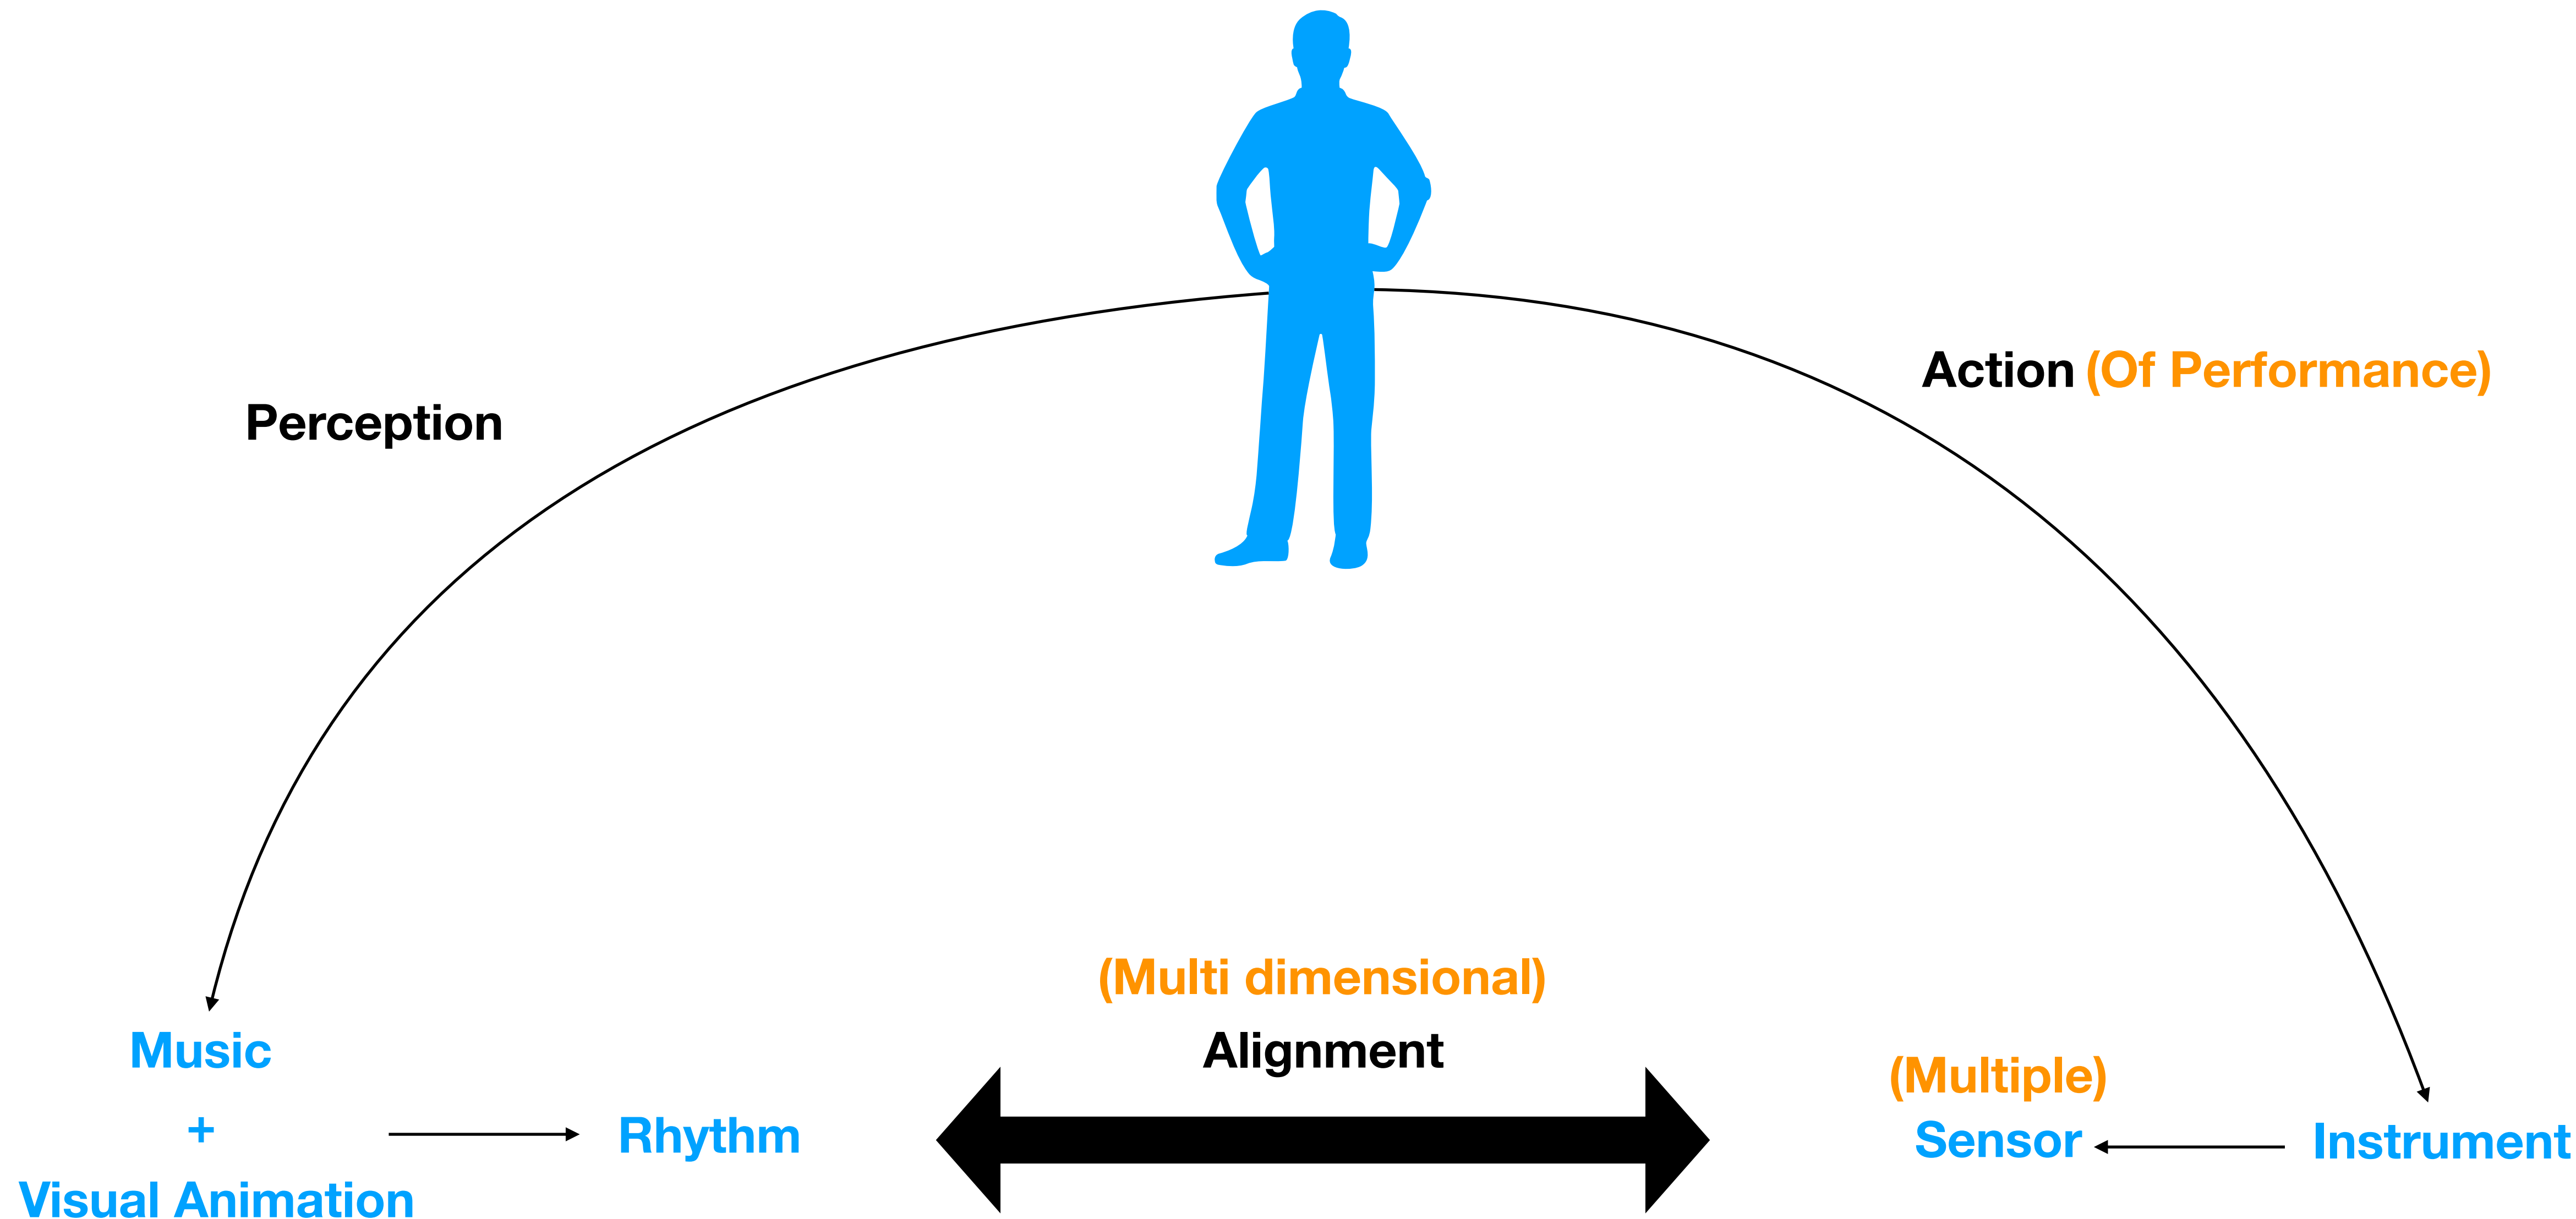 Action (Of Performance)
Perception
(Multi dimensional)
Alignment
Music
+
Visual Animation
Rhythm
(Multiple)
Sensor
Instrument